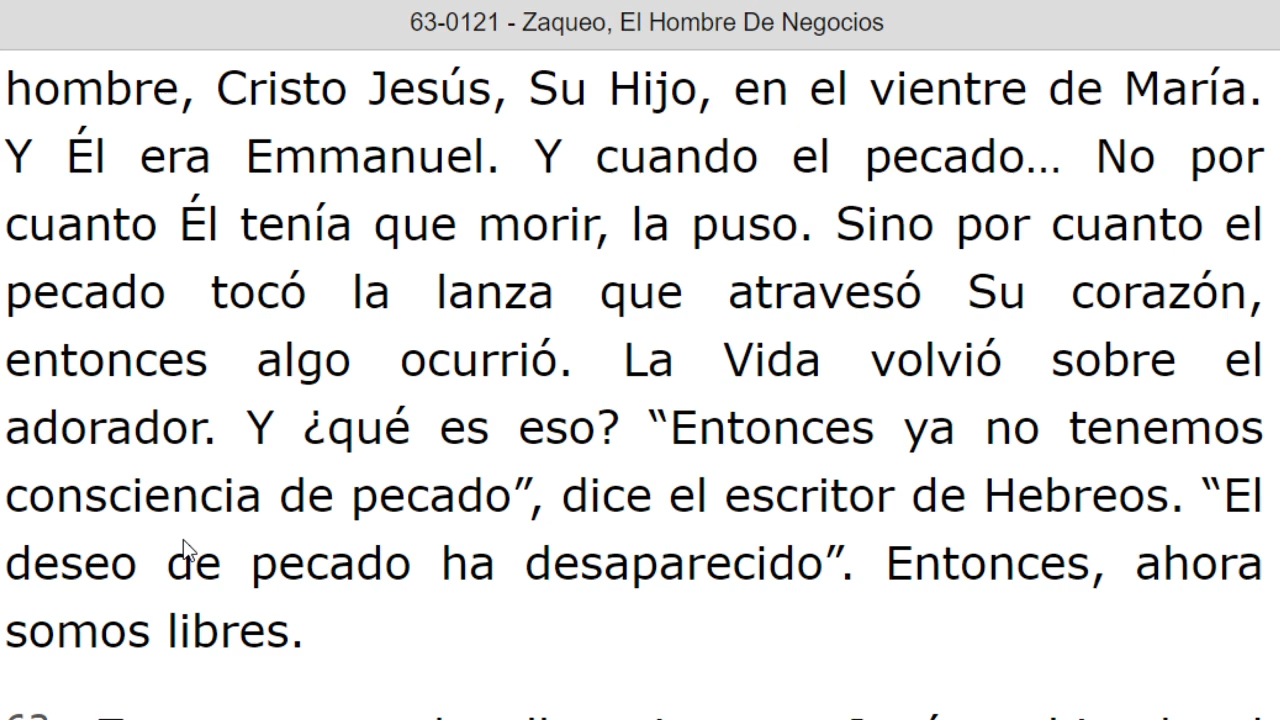 63-0121 - Zaqueo, El Hombre De Negocios
hombre, Cristo Jesús, Su Hijo, en el vientre de María.
Y Él era Emmanuel. Y cuando el pecado… No por
cuanto Él tenía que morir, la puso. Sino por cuanto el
pecado tocó la lanza que atravesó Su corazón,
entonces algo ocurrió. La Vida volvió sobre el
adorador. Y ¿qué es eso? “Entonces ya no tenemos
consciencia de pecado”, dice el escritor de Hebreos. “El
deseo de pecado ha desaparecido”. Entonces, ahora
somos libres.